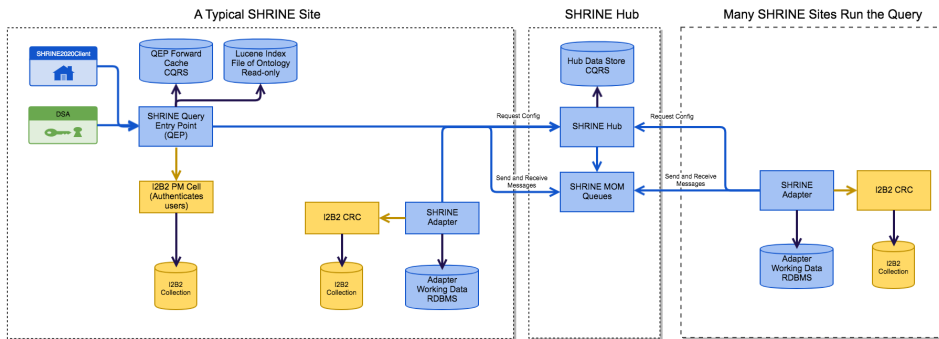 A Typical SHRINE Site
SHRINE Hub
Many SHRINE Sites Run the Query
SHRINE2020Client
DSA
QEP Forward
Cache
CQRS
Lucene Index
File of Ontology
Read-only
SHRINE Query
Entry Point
(QEP)
I2B2 PM Cell
(Authenticates
users)
I2B2
Collection
I2B2 CRC
SHRINE
Adapter
I2B2
Collection
Adapter
Working Data
RDBMS
Hub Data Store
CQRS
Request Config
SHRINE Hub
Request Config
Send and Receive
Messages
SHRINE MOM
Queues
Send and Receive
Messages
SHRINE
Adapter
I2B2 CRC
Adapter
Working Data
RDBMS
I2B2
Collection